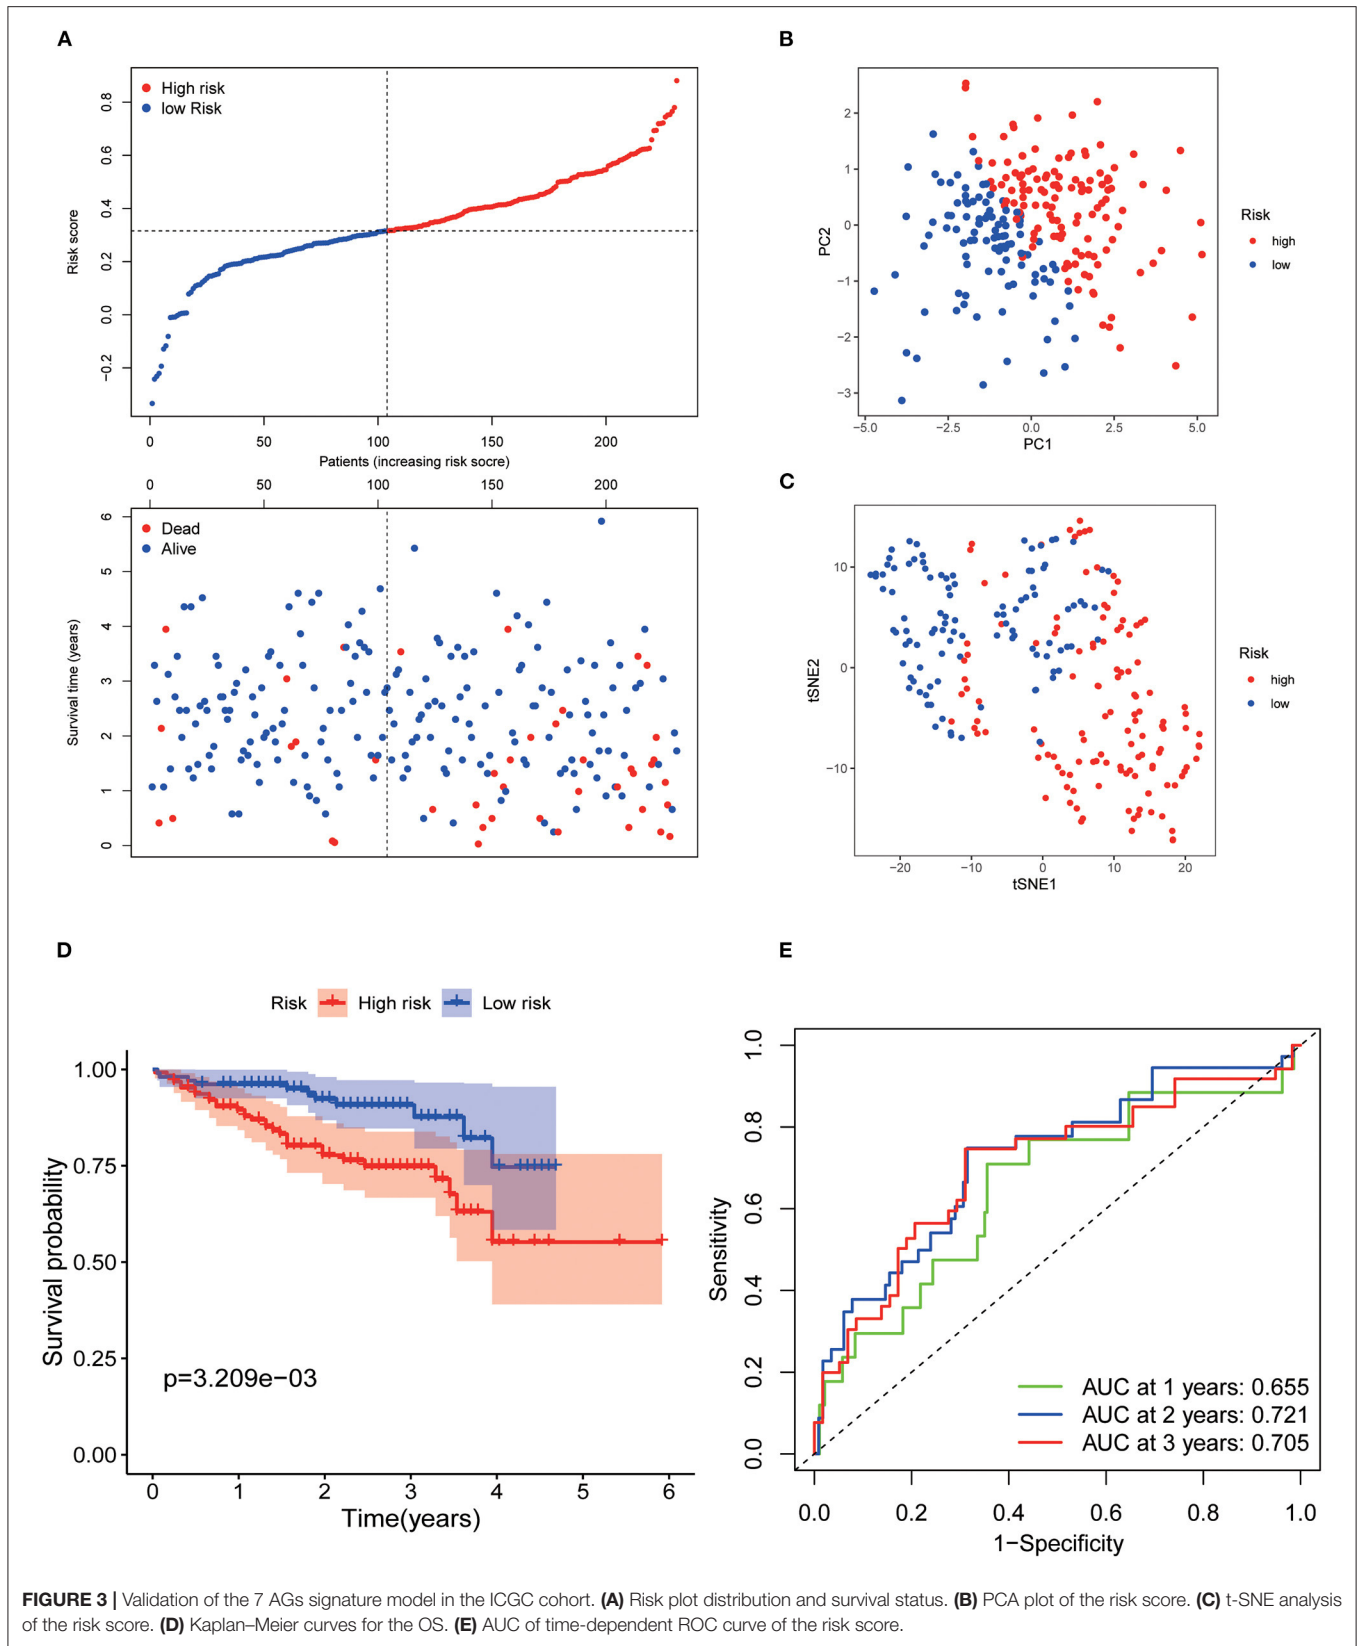 A
High risk
low Risk
Risk score
0.8
0.6
0.4
0.2
0.0
−0.2
0 50 100 150 200
Patients (increasing risk socre)
0 50 100 150 200
Dead
Alive
Survival time (years)
6
5
4
3
2
1
0
B
PC2
2
1
0
−1
−2
−3
−5.0 −2.5 0.0 2.5 5.0
PC1
Risk
high
low
C
tSNE2
10
0
−10
−20 −10 0 10 20
tSNE1
Risk
high
low
D
Risk High risk Low risk
Survival probability
1.00
0.75
0.50
0.25
0.00
p=3.209e−03
0 1 2 3 4 5 6
Time(years)
E
Sensitivity
1.0
0.8
0.6
0.4
0.2
0.0
AUC at 1 years: 0.655
AUC at 2 years: 0.721
AUC at 3 years: 0.705
0.0 0.2 0.4 0.6 0.8 1.0
1−Specificity
FIGURE 3 | Validation of the 7 AGs signature model in the ICGC cohort. (A) Risk plot distribution and survival status. (B) PCA plot of the risk score. (C) t-SNE analysis
of the risk score. (D) Kaplan–Meier curves for the OS. (E) AUC of time-dependent ROC curve of the risk score.